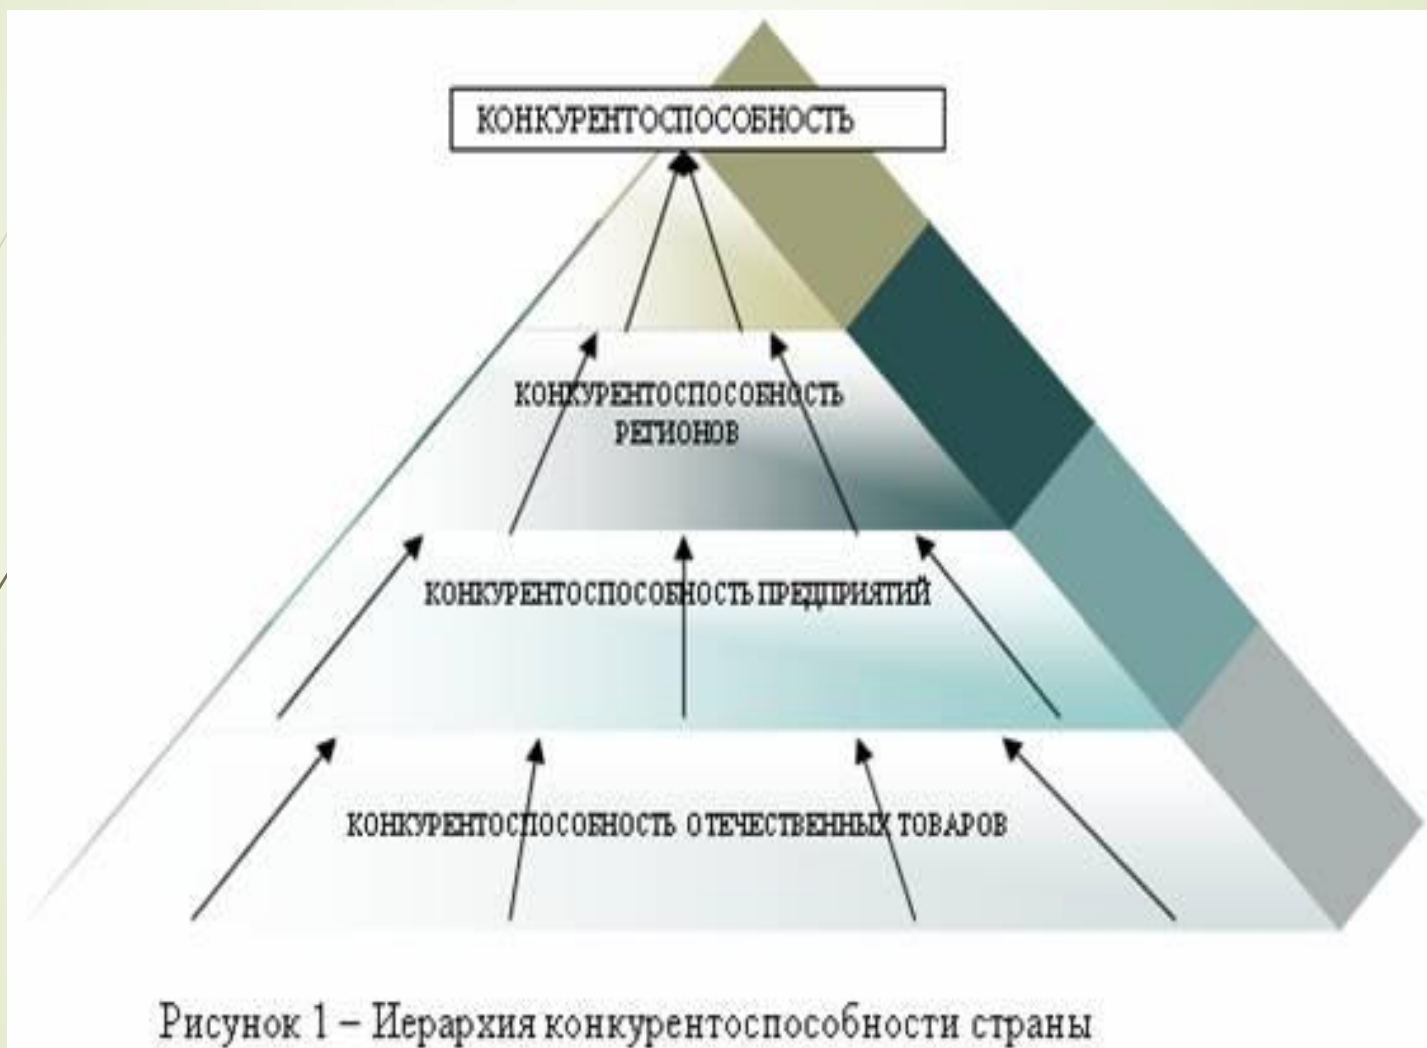 КОНКУРЕНТОСПОСОБНОСТЬ
КОНКУРЕНТОСПОСОБНОСТЬ
РЕГИОНОВ
КОНКУРЕНТОСПОСОБНОСТЬ ПРЕДПРИЯТИЙ
КОНКУРЕНТОСПОСОБНОСТЬ ОТЕЧЕСТВЕННЫХ ТОВАРОВ
Рисунок 1 – Иерархия конкурентоспособности страны